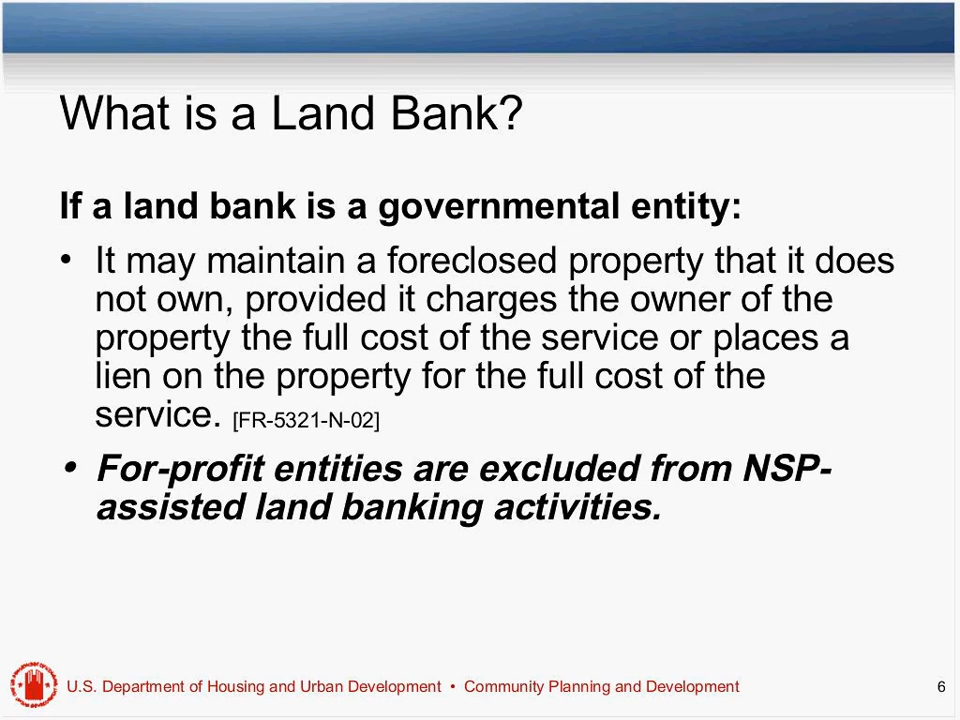 What is a Land Bank?
If a land bank is a governmental entity:
• It may maintain a foreclosed property that it does
not own, provided it charges the owner of the
property the full cost of the service or places a
lien on the property for the full cost of the
service. [FR-5321-N-02]
• For-profit entities are excluded from NSP-
assisted land banking activities.
U.S. Department of Housing and Urban Development • Community Planning and Development 6